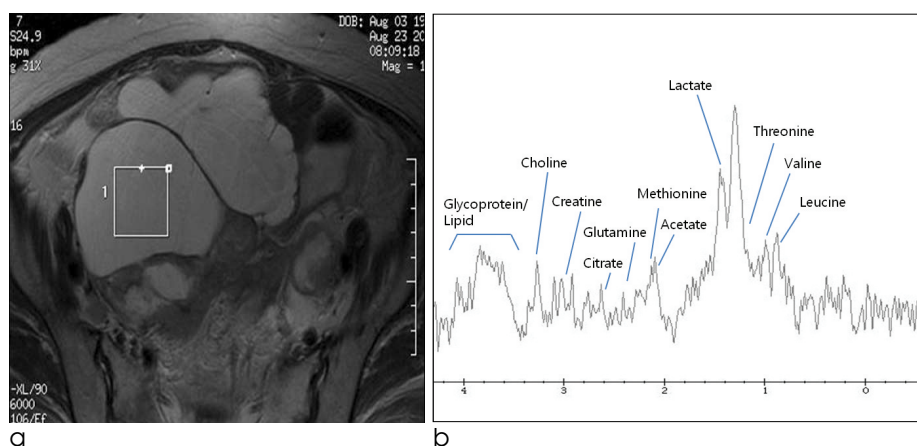 7
S24.9
bpm
g 31%
DOB: Aug 03 19
Aug 23 20
08:09:18
Mag = 1
16
1
-XL/90
6000
106/Ef
a
Lactate
Threonine
Choline
Valine
Glycoprotein/
Lipid
Creatine
Methionine
Leucine
Glutamine
Acetate
Citrate
4 3 2 1 0
b